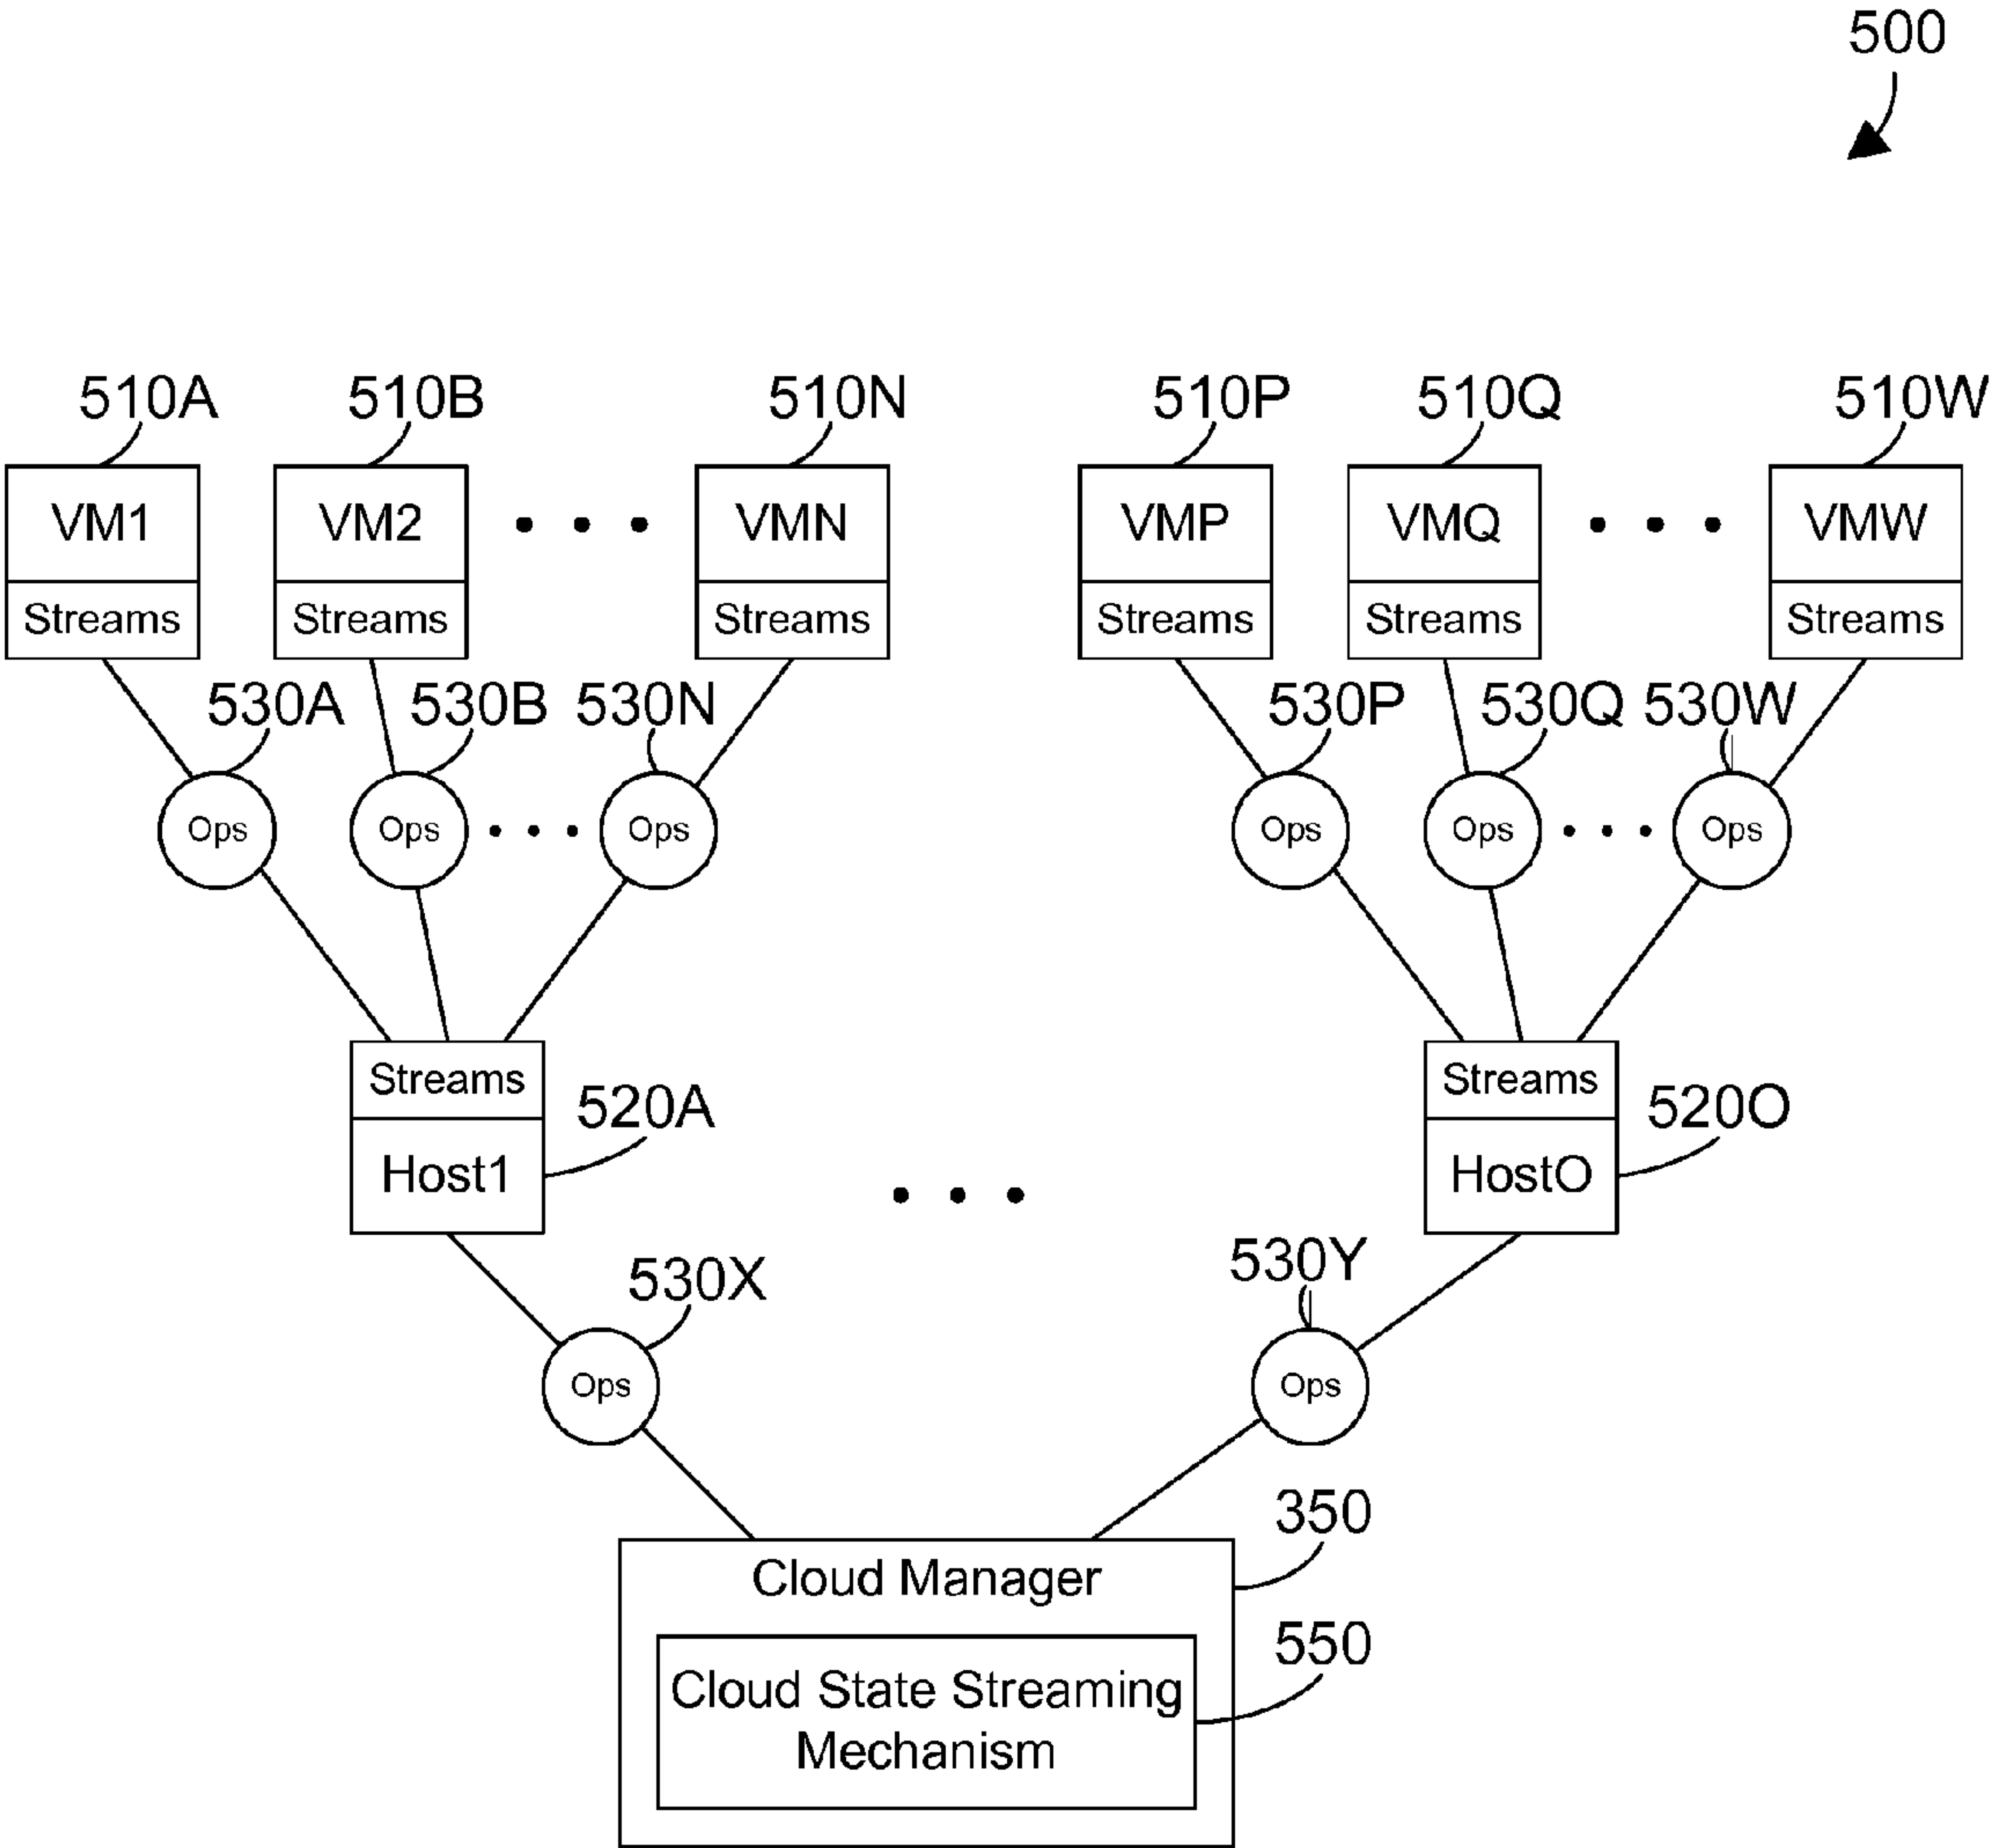 500
510A 510B 510N 510P 510Q 510W
VM1 VM2 • • • VMN VMP VMQ • • • VMW
Streams Streams Streams Streams Streams Streams
530A 530B 530N 530P 530Q 530W
Ops Ops • • • Ops Ops Ops • • • Ops
Streams Streams
520A 520O
Host1 • • • HostO
530X 530Y
Ops Ops
350
Cloud Manager
550
Cloud State Streaming
Mechanism